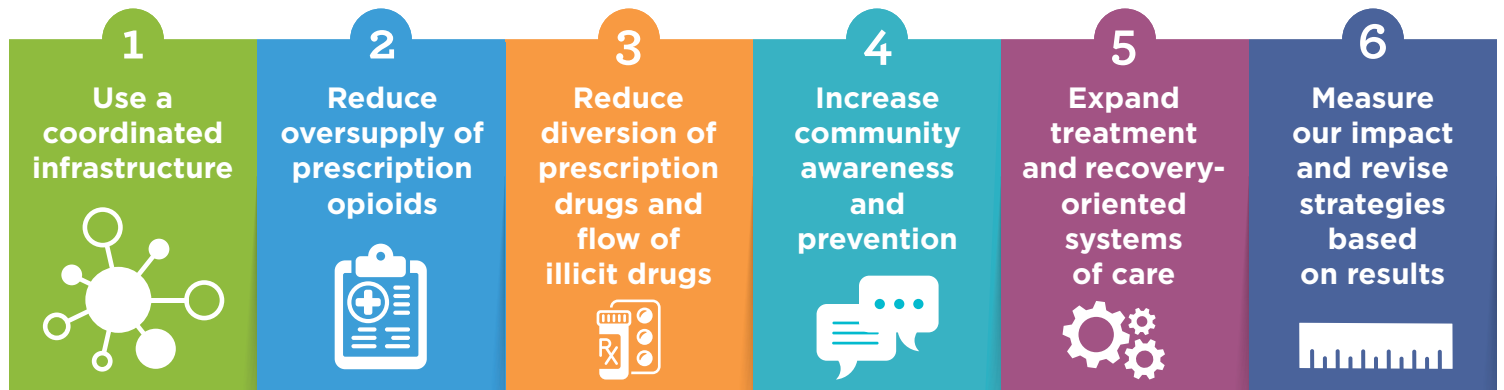 1
Use a
coordinated
infrastructure
2
Reduce
oversupply of
prescription
opioids
3
Reduce
diversion of
prescription
drugs and
flow of
illicit drugs
Rx
4
Increase
community
awareness
and
prevention
5
Expand
treatment
and recovery-
oriented
systems
of care
6
Measure
our impact
and revise
strategies
based
on results